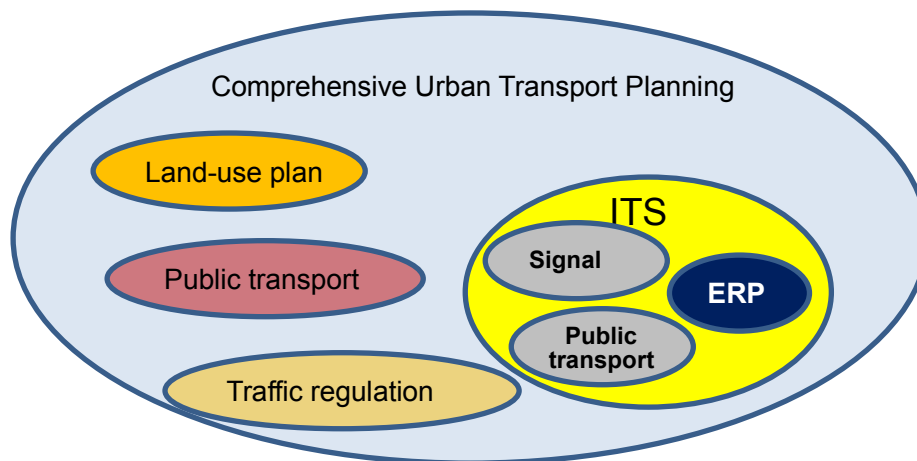 Comprehensive Urban Transport Planning
Land-use plan
ITS
Signal
Public transport
ERP
Public
transport
Traffic regulation